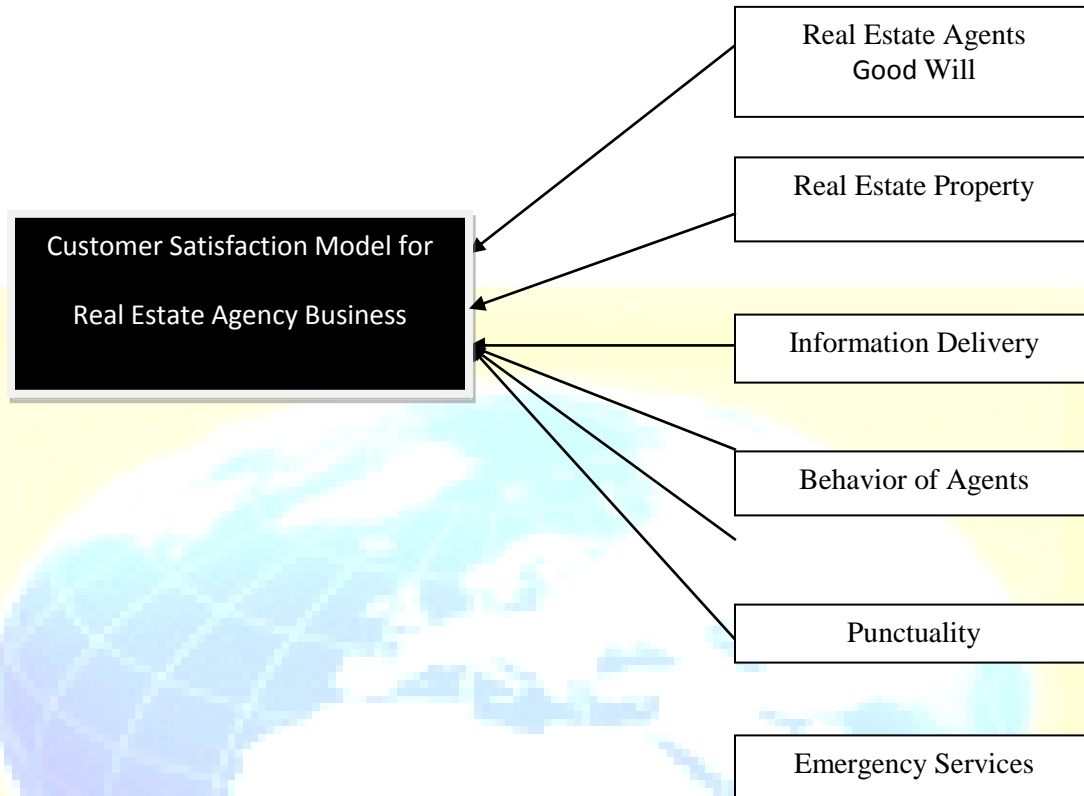 Real Estate Agents
Good Will
Real Estate Property
Customer Satisfaction Model for
Real Estate Agency Business
Information Delivery
Behavior of Agents
Punctuality
Emergency Services